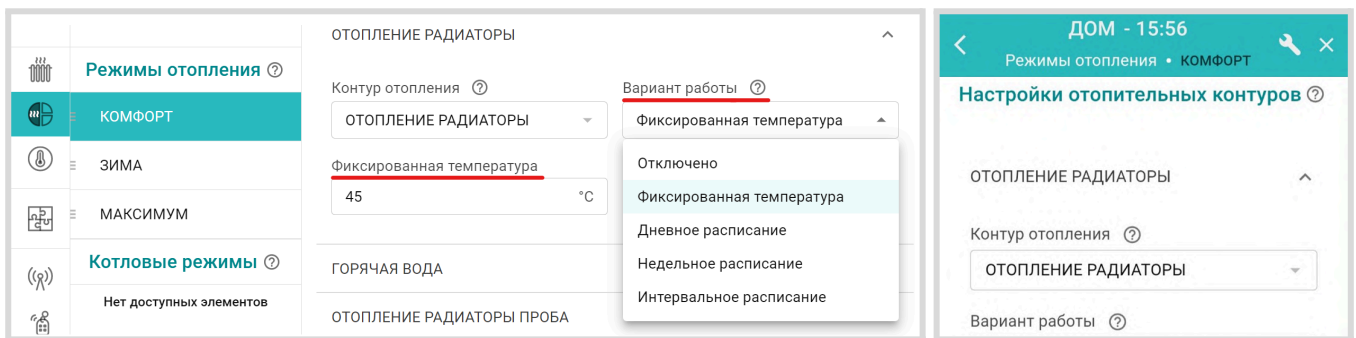 ОТОПЛЕНИЕ РАДИАТОРЫ
Режимы отопления
КОМФОРТ
ЗИМА
МАКСИМУМ
Котловые режимы
Нет доступных элементов
Контур отопления
ОТОПЛЕНИЕ РАДИАТОРЫ
Вариант работы
Фиксированная температура
Фиксированная температура
45 °C
Отключено
Фиксированная температура
Дневное расписание
Недельное расписание
Интервальное расписание
ГОРЯЧАЯ ВОДА
ОТОПЛЕНИЕ РАДИАТОРЫ ПРОБА
ДОМ - 15:56
Режимы отопления • КОМФОРТ
Настройки отопительных контуров
ОТОПЛЕНИЕ РАДИАТОРЫ
Контур отопления
ОТОПЛЕНИЕ РАДИАТОРЫ
Вариант работы